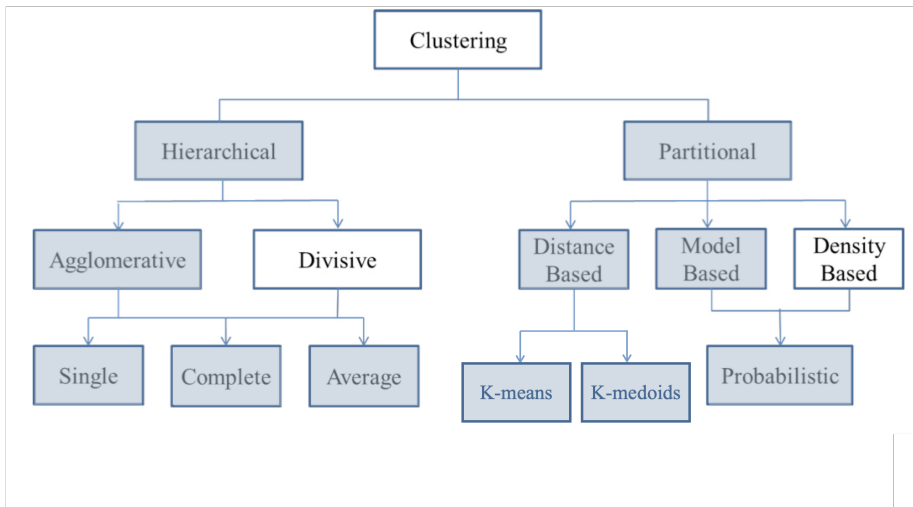 Clustering
Hierarchical
Partitional
Agglomerative
Divisive
Distance
Based
Model
Based
Density
Based
Single
Complete
Average
K-means
K-medoids
Probabilistic